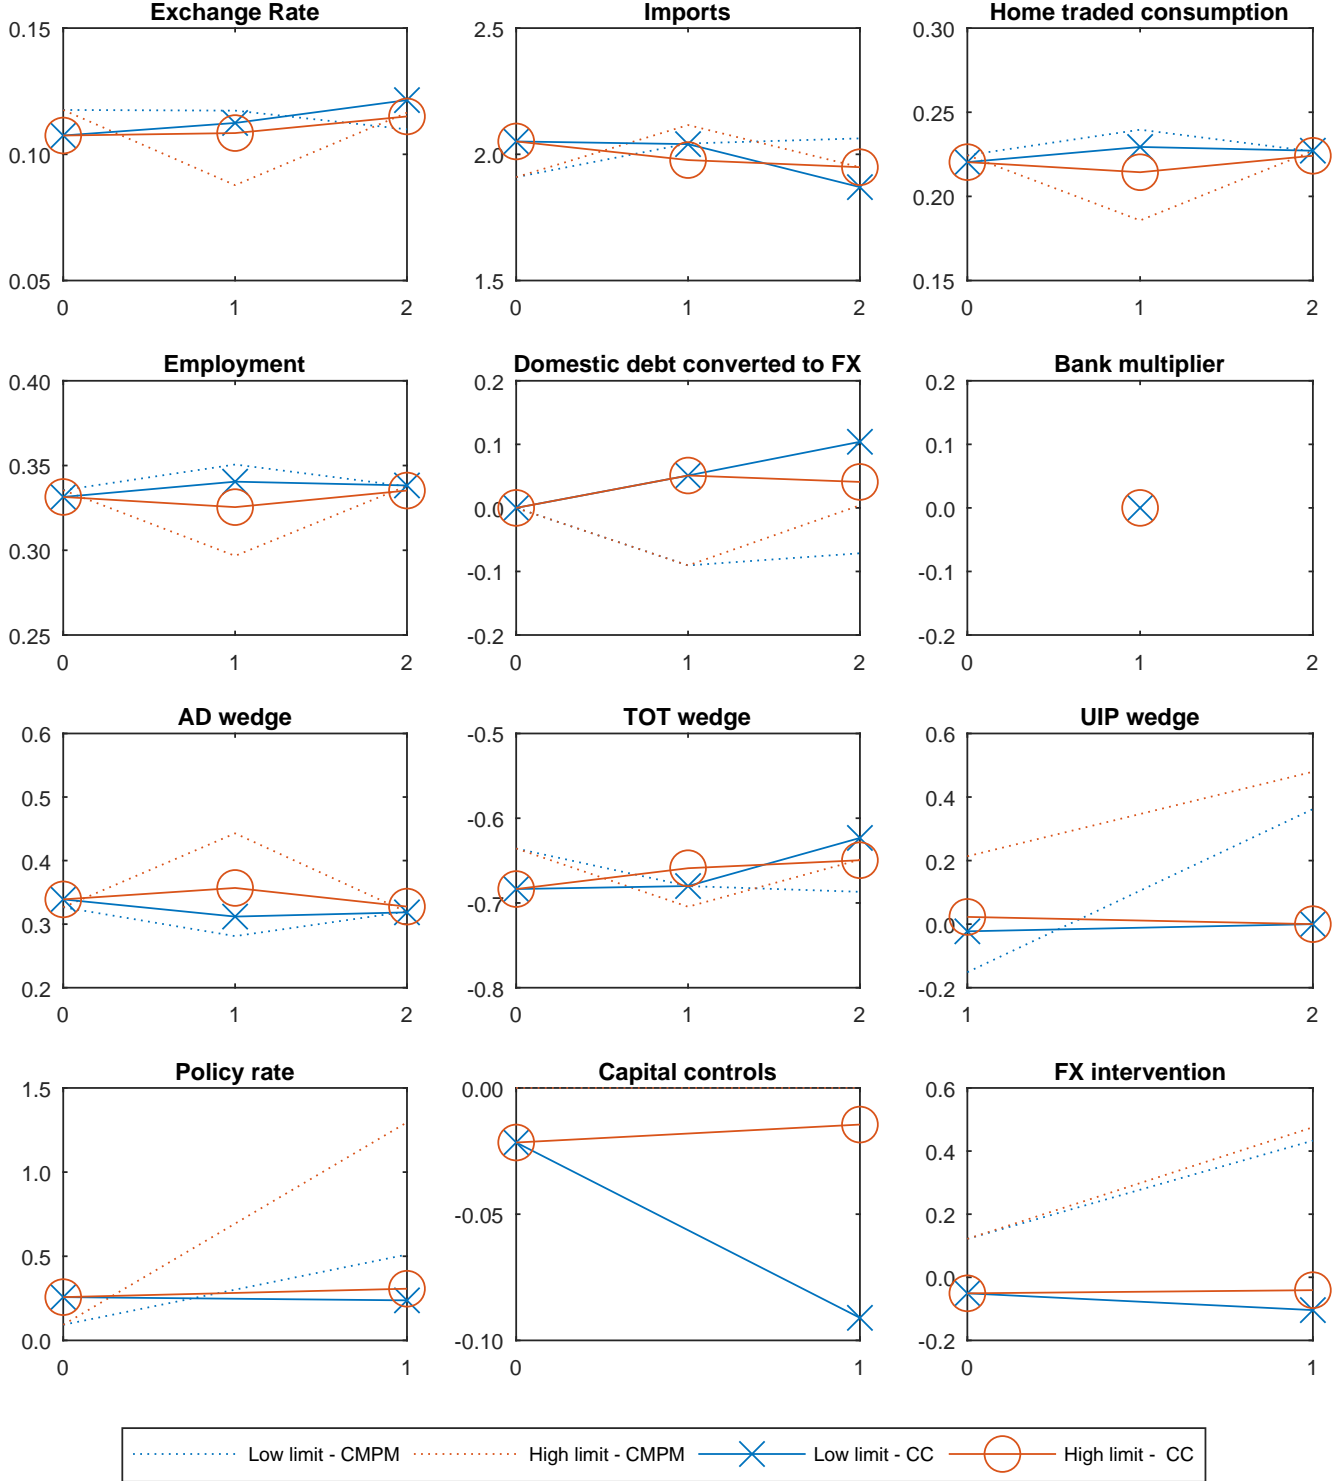 Exchange Rate
0.15
0.10
0.05
0 1 2
Imports
2.5
2.0
1.5
0 1 2
Home traded consumption
0.30
0.25
0.20
0.15
0 1 2
Employment
0.40
0.35
0.30
0.25
0 1 2
Domestic debt converted to FX
0.2
0.1
0.0
-0.1
-0.2
0 1 2
Bank multiplier
0.2
0.1
0.0
-0.1
-0.2
0 1 2
AD wedge
0.6
0.5
0.4
0.3
0.2
0 1 2
TOT wedge
-0.5
-0.6
-0.7
-0.8
0 1 2
UIP wedge
0.6
0.4
0.2
0.0
-0.2
1 2
Policy rate
1.5
1.0
0.5
0.0
0 1
Capital controls
0.00
-0.05
-0.10
0 1
FX intervention
0.6
0.4
0.2
0.0
-0.2
0 1
Low limit - CMPM High limit - CMPM Low limit - CC High limit - CC